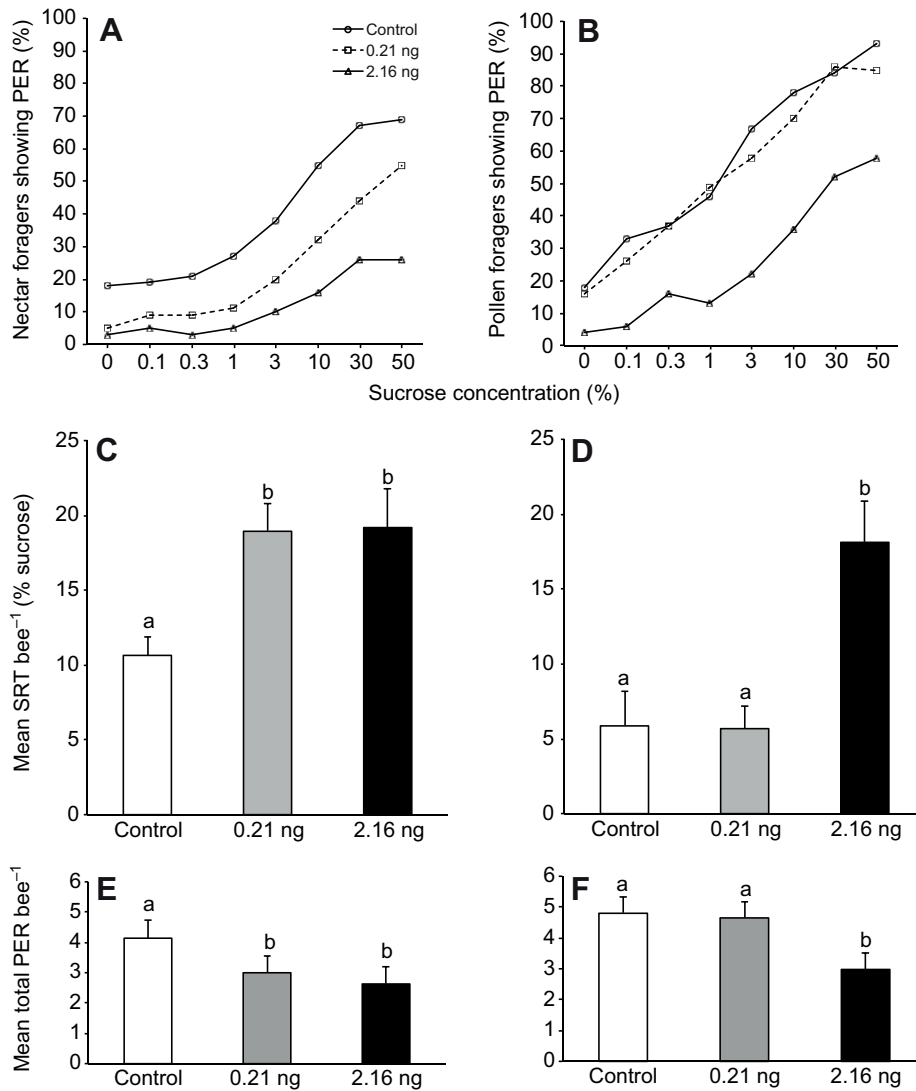 A
Control
0.21 ng
2.16 ng
Nectar foragers showing PER (%)
100
90
80
70
60
50
40
30
20
10
0
0 0.1 0.3 1 3 10 30 50
B
Pollen foragers showing PER (%)
100
90
80
70
60
50
40
30
20
10
0
0 0.1 0.3 1 3 10 30 50
Sucrose concentration (%)
C
Mean SRT bee⁻¹ (% sucrose)
25
20
15
10
5
0
a
b
b
Control 0.21 ng 2.16 ng
D
25
20
15
10
5
0
a
a
b
Control 0.21 ng 2.16 ng
E
Mean total PER bee⁻¹
6
5
4
3
2
1
0
a
b
b
Control 0.21 ng 2.16 ng
F
6
5
4
3
2
1
0
a
a
b
Control 0.21 ng 2.16 ng